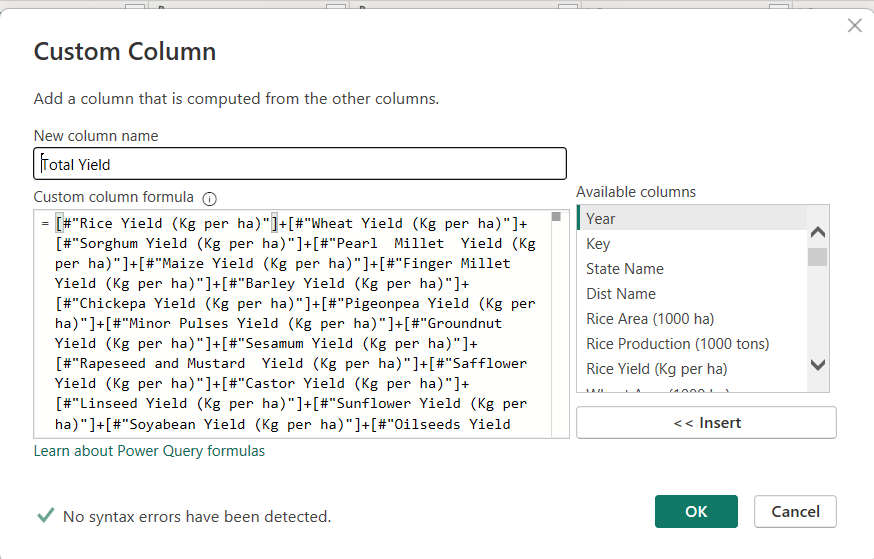 Custom Column
Add a column that is computed from the other columns.
New column name
Total Yield
Custom column formula
= [#"Rice Yield (Kg per ha)"]+[#"Wheat Yield (Kg per ha)"]+
[#"Sorghum Yield (Kg per ha)"]+[#"Pearl  Millet  Yield (Kg
per ha)"]+[#"Maize Yield (Kg per ha)"]+[#"Finger Millet
Yield (Kg per ha)"]+[#"Barley Yield (Kg per ha)"]+
[#"Chickepa Yield (Kg per ha)"]+[#"Pigeonpea Yield (Kg per
ha)"]+[#"Minor Pulses Yield (Kg per ha)"]+[#"Groundnut
Yield (Kg per ha)"]+[#"Sesamum Yield (Kg per ha)"]+
[#"Rapeseed and Mustard  Yield (Kg per ha)"]+[#"Safflower
Yield (Kg per ha)"]+[#"Castor Yield (Kg per ha)"]+
[#"Linseed Yield (Kg per ha)"]+[#"Sunflower Yield (Kg per
ha)"]+[#"Soyabean Yield (Kg per ha)"]+[#"Oilseeds Yield
Available columns
Year
Key
State Name
Dist Name
Rice Area (1000 ha)
Rice Production (1000 tons)
Rice Yield (Kg per ha)
<< Insert
Learn about Power Query formulas
No syntax errors have been detected.
OK
Cancel